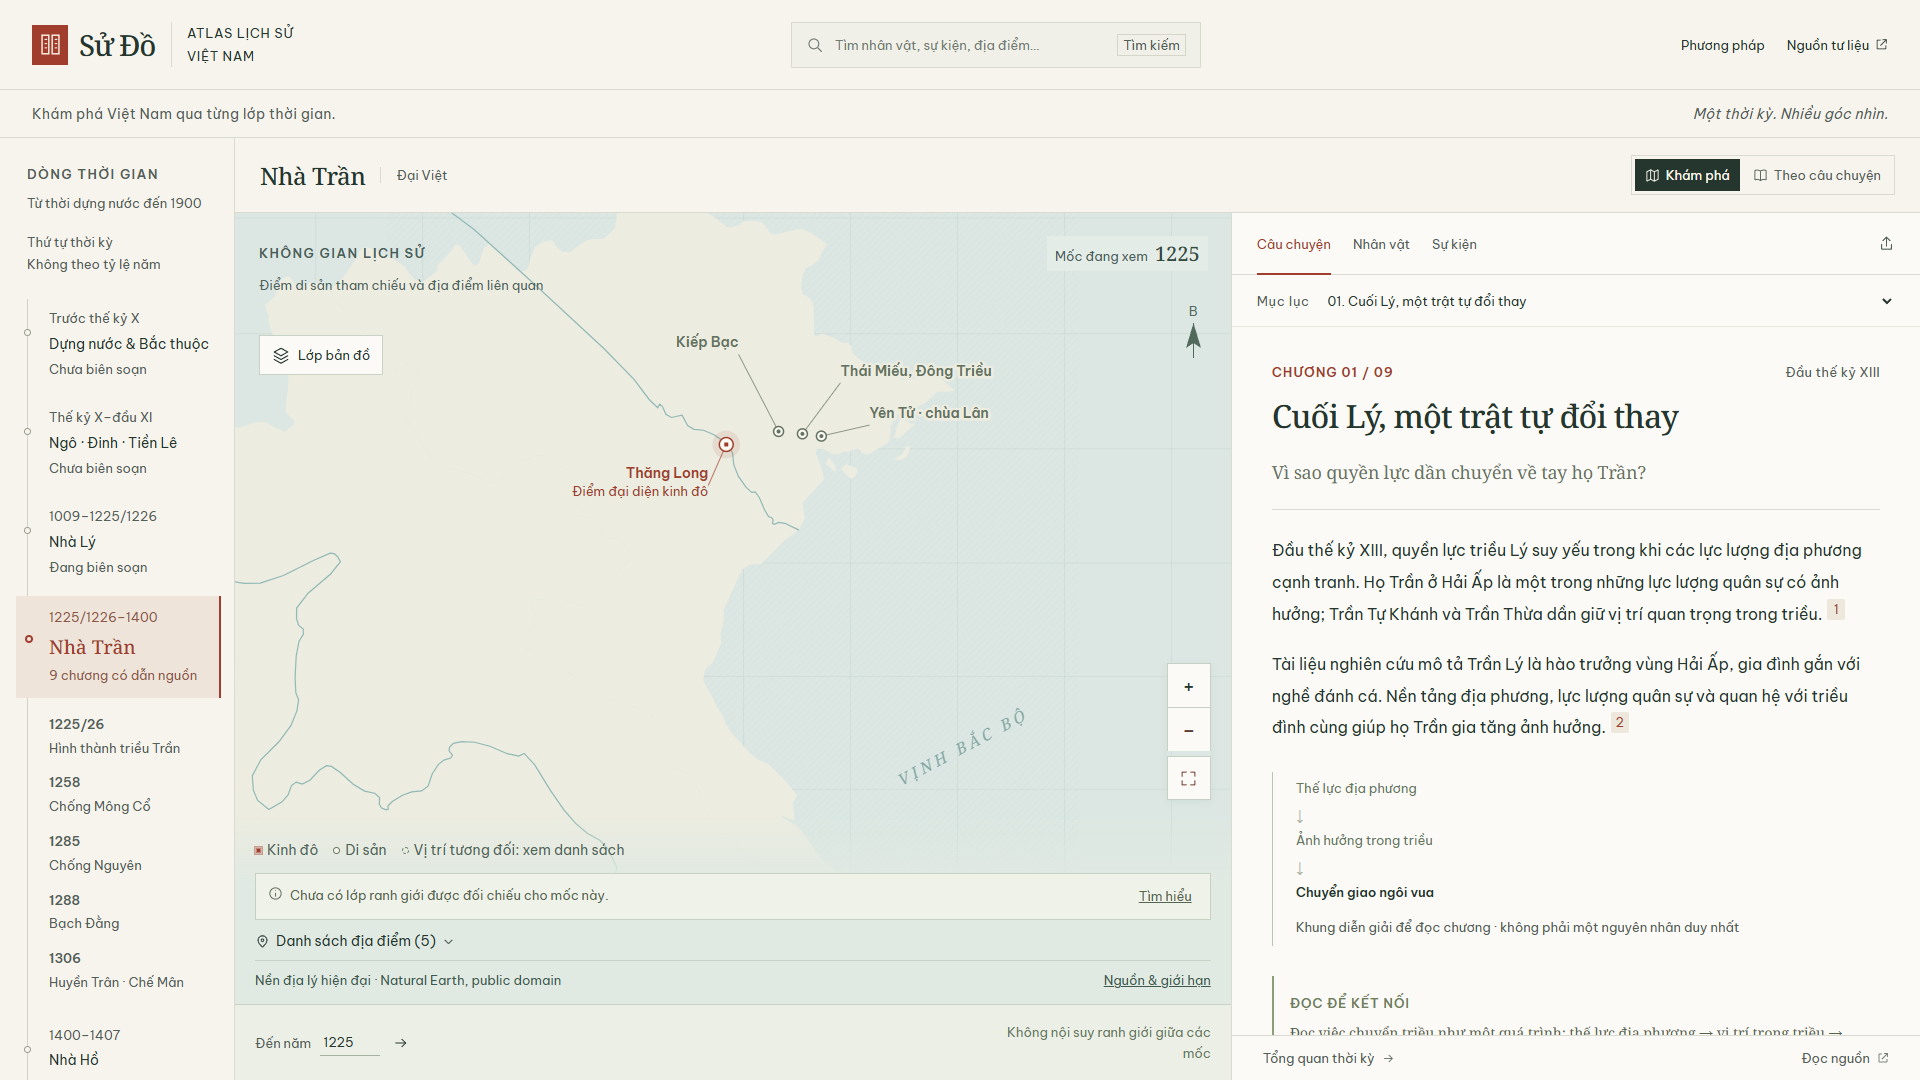 Sử Đồ
ATLAS LỊCH SỬ
VIỆT NAM
Tìm nhân vật, sự kiện, địa điểm...
Tìm kiếm
Phương pháp
Nguồn tư liệu
Khám phá Việt Nam qua từng lớp thời gian.
Một thời kỳ. Nhiều góc nhìn.
DÒNG THỜI GIAN
Từ thời dựng nước đến 1900
Thứ tự thời kỳ
Không theo tỷ lệ năm
Trước thế kỷ X
Dựng nước & Bắc thuộc
Chưa biên soạn
Thế kỷ X–đầu XI
Ngô · Đinh · Tiền Lê
Chưa biên soạn
1009–1225/1226
Nhà Lý
Đang biên soạn
1225/1226–1400
Nhà Trần
9 chương có dẫn nguồn
1225/26
Hình thành triều Trần
1258
Chống Mông Cổ
1285
Chống Nguyên
1288
Bạch Đằng
1306
Huyền Trân · Chế Mân
1400–1407
Nhà Hồ
Nhà Trần
Đại Việt
Khám phá
Theo câu chuyện
KHÔNG GIAN LỊCH SỬ
Điểm di sản tham chiếu và địa điểm liên quan
Mốc đang xem 1225
Lớp bản đồ
B
Kiếp Bạc
Thái Miếu, Đông Triều
Yên Tử · chùa Lân
Thăng Long
Điểm đại diện kinh đô
VỊNH BẮC BỘ
+
−
Kinh đô
Di sản
Vị trí tương đối: xem danh sách
Chưa có lớp ranh giới được đối chiếu cho mốc này.
Tìm hiểu
Danh sách địa điểm (5)
Nền địa lý hiện đại · Natural Earth, public domain
Nguồn & giới hạn
Đến năm 1225 →
Không nội suy ranh giới giữa các
mốc
Câu chuyện
Nhân vật
Sự kiện
Mục lục
01. Cuối Lý, một trật tự đổi thay
CHƯƠNG 01 / 09
Đầu thế kỷ XIII
Cuối Lý, một trật tự đổi thay
Vì sao quyền lực dần chuyển về tay họ Trần?
Đầu thế kỷ XIII, quyền lực triều Lý suy yếu trong khi các lực lượng địa phương
cạnh tranh. Họ Trần ở Hải Ấp là một trong những lực lượng quân sự có ảnh
hưởng; Trần Tự Khánh và Trần Thừa dần giữ vị trí quan trọng trong triều. 1
Tài liệu nghiên cứu mô tả Trần Lý là hào trưởng vùng Hải Ấp, gia đình gắn với
nghề đánh cá. Nền tảng địa phương, lực lượng quân sự và quan hệ với triều
đình cùng giúp họ Trần gia tăng ảnh hưởng. 2
Thế lực địa phương
↓
Ảnh hưởng trong triều
↓
Chuyển giao ngôi vua
Khung diễn giải để đọc chương · không phải một nguyên nhân duy nhất
ĐỌC ĐỂ KẾT NỐI
Đọc việc chuyển triều như một quá trình: thế lực địa phương → vị trí trong triều →
Tổng quan thời kỳ →
Đọc nguồn